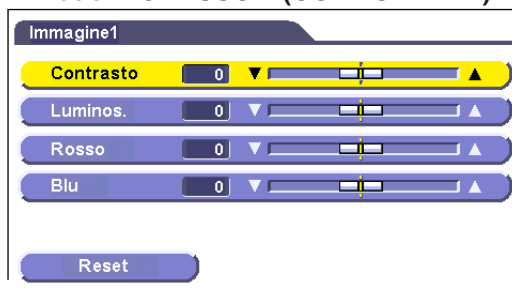 Immagine1
Contrasto 0
Luminos. 0
Rosso 0
Blu 0
Reset